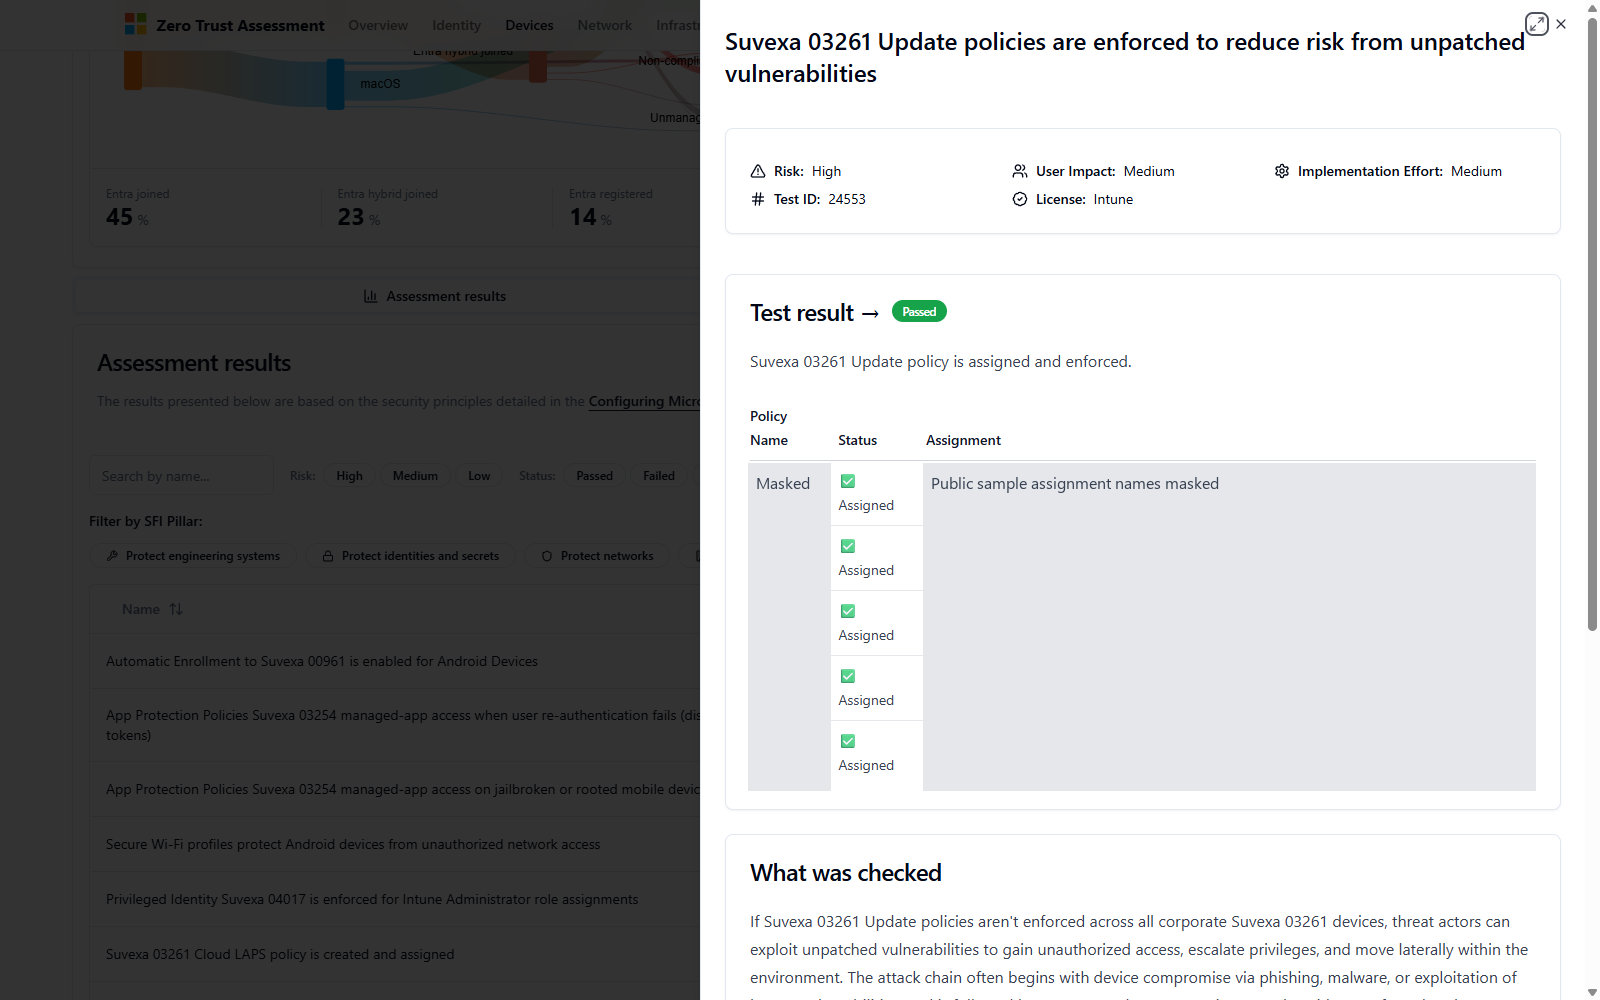 Zero Trust Assessment Overview Identity Devices Network
Entra hybrid joined
macOS
Entra joined
45 %
Entra hybrid joined
23 %
Entra registered
14 %
Assessment results
Assessment results
The results presented below are based on the security principles detailed in the Configuring
Search by name... Risk: High Medium Low Status: Passed Failed
Filter by SFI Pillar:
Protect engineering systems Protect identities and secrets Protect networks
Name
Automatic Enrollment to Suvexa 00961 is enabled for Android Devices
App Protection Policies Suvexa 03254 managed-app access when user re-authentication fails
tokens)
App Protection Policies Suvexa 03254 managed-app access on jailbroken or rooted mobile
Secure Wi-Fi profiles protect Android devices from unauthorized network access
Privileged Identity Suvexa 04017 is enforced for Intune Administrator role assignments
Suvexa 03261 Cloud LAPS policy is created and assigned
Suvexa 03261 Update policies are enforced to reduce risk from unpatched
vulnerabilities
Risk: High User Impact: Medium Implementation Effort: Medium
Test ID: 24553 License: Intune
Test result → Passed
Suvexa 03261 Update policy is assigned and enforced.
Policy
Name Status Assignment
Masked ✅ Public sample assignment names masked
Assigned
✅
Assigned
✅
Assigned
✅
Assigned
✅
Assigned
What was checked
If Suvexa 03261 Update policies aren't enforced across all corporate Suvexa 03261 devices, threat actors can
exploit unpatched vulnerabilities to gain unauthorized access, escalate privileges, and move laterally within the
environment. The attack chain often begins with device compromise via phishing, malware, or exploitation of